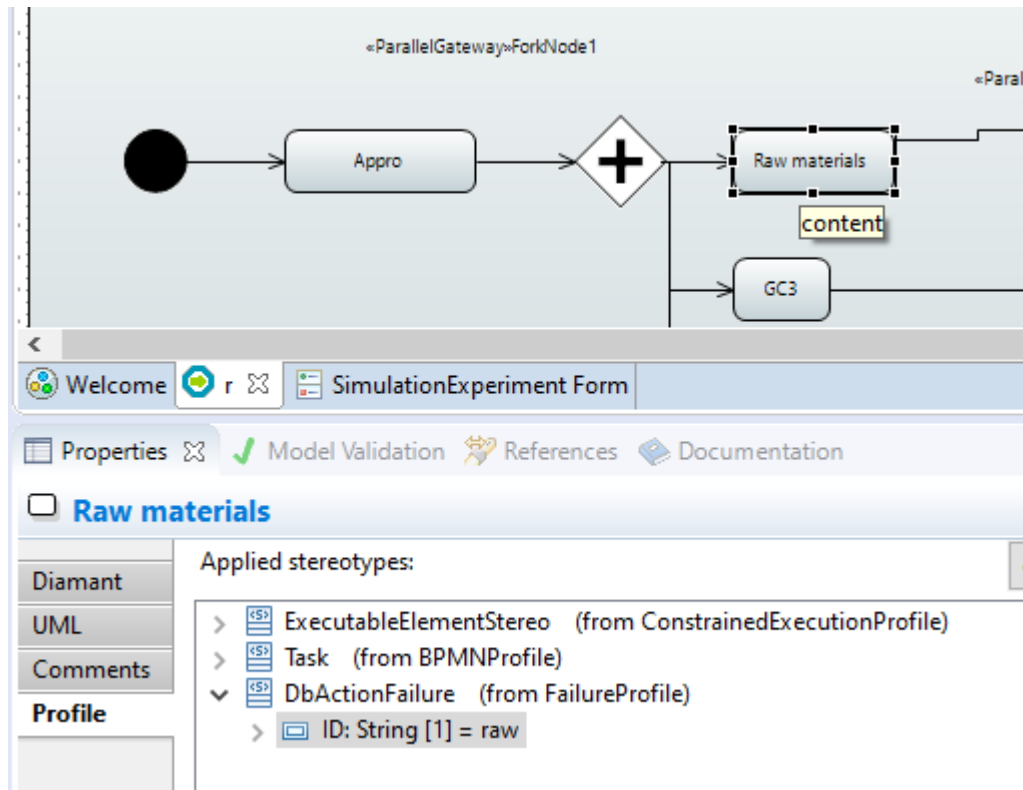 «ParallelGateway»ForkNode1
«Paral
Appro
Raw materials
content
GC3
Welcome
r
SimulationExperiment Form
Properties
Model Validation
References
Documentation
Raw materials
Applied stereotypes:
Diamant
UML
Comments
Profile
ExecutableElementStereo (from ConstrainedExecutionProfile)
Task (from BPMNProfile)
DbActionFailure (from FailureProfile)
ID: String [1] = raw